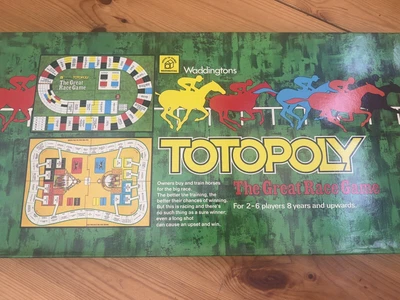 Waddingtons
The Great Race Game
TOTOPOLY
The Great Race Game
For 2-6 players 8 years and upwards.
Owners buy and train horses
for the big race.
The better the training, the
better their chances of winning.
But this is racing and there's
no such thing as a sure winner;
even a long shot
can cause an upset and win.